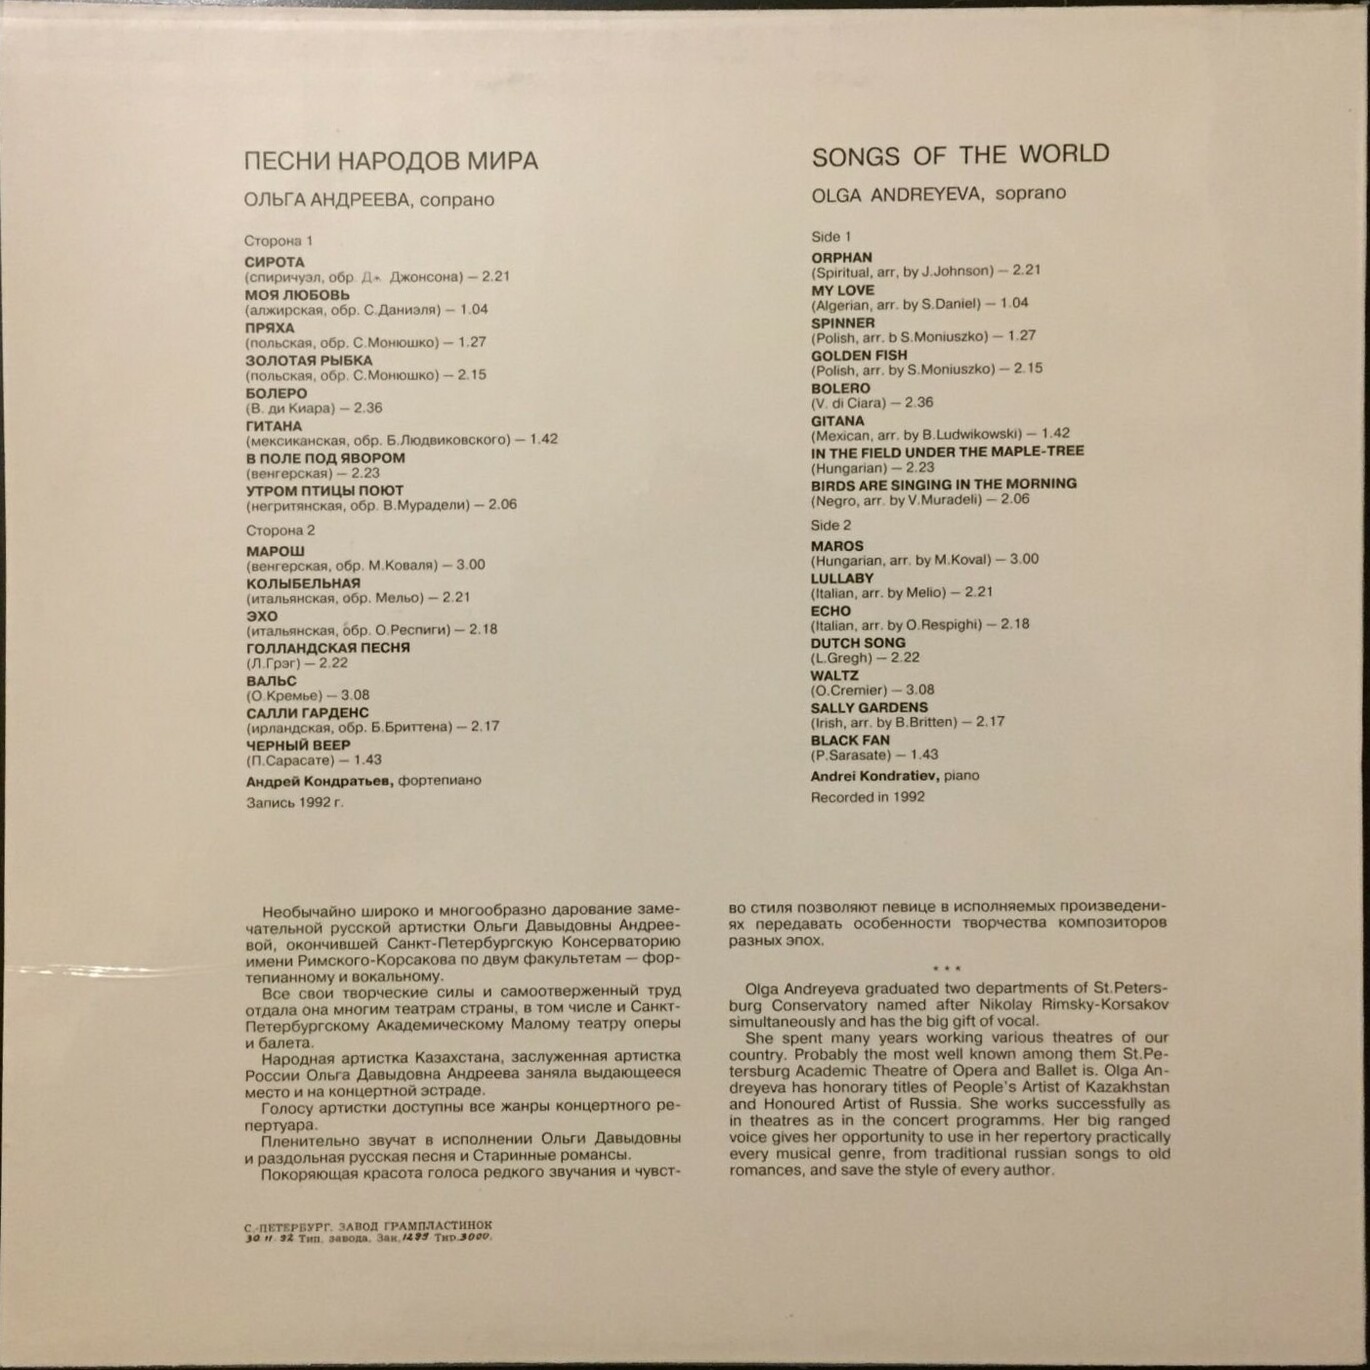 ПЕСНИ НАРОДОВ МИРА
ОЛЬГА АНДРЕЕВА, сопрано
Сторона 1
СИРОТА
(спиричуэл, обр. Дж. Джонсона) — 2.21
МОЯ ЛЮБОВЬ
(алжирская, обр. С.Даниэля) — 1.04
ПРЯХА
(польская, обр. С.Монюшко) — 1.27
ЗОЛОТАЯ РЫБКА
(польская, обр. С.Монюшко) — 2.15
БОЛЕРО
(В. ди Киара) — 2.36
ГИТАНА
(мексиканская, обр. Б.Людвиковского) — 1.42
В ПОЛЕ ПОД ЯВОРОМ
(венгерская) — 2.23
УТРОМ ПТИЦЫ ПОЮТ
(негритянская, обр. В.Мурадели) — 2.06
Сторона 2
МАРОШ
(венгерская, обр. М.Коваля) — 3.00
КОЛЫБЕЛЬНАЯ
(итальянская, обр. Мельо) — 2.21
ЭХО
(итальянская, обр. О.Респиги) — 2.18
ГОЛЛАНДСКАЯ ПЕСНЯ
(Л.Грэг) — 2.22
ВАЛЬС
(О.Кремье) — 3.08
САЛЛИ ГАРДЕНС
(ирландская, обр. Б.Бриттена) — 2.17
ЧЕРНЫЙ ВЕЕР
(П.Сарасате) — 1.43
Андрей Кондратьев, фортепиано
Запись 1992 г.
SONGS OF THE WORLD
OLGA ANDREYEVA, soprano
Side 1
ORPHAN
(Spiritual, arr, by J.Johnson) — 2.21
MY LOVE
(Algerian, arr. by S.Daniel) — 1.04
SPINNER
(Polish, arr. b S.Moniuszko) — 1.27
GOLDEN FISH
(Polish, arr. by S.Moniuszko) — 2.15
BOLERO
(V. di Ciara) — 2.36
GITANA
(Mexican, arr. by B.Ludwikowski) — 1.42
IN THE FIELD UNDER THE MAPLE-TREE
(Hungarian) — 2.23
BIRDS ARE SINGING IN THE MORNING
(Negro, arr. by V.Muradeli) — 2.06
Side 2
MAROS
(Hungarian, arr. by M.Koval) — 3.00
LULLABY
(Italian, arr. by Melio) — 2.21
ECHO
(Italian, arr. by O.Respighi) — 2.18
DUTCH SONG
(L.Gregh) — 2.22
WALTZ
(O.Cremier) — 3.08
SALLY GARDENS
(Irish, arr. by B.Britten) — 2.17
BLACK FAN
(P.Sarasate) — 1.43
Andrei Kondratiev, piano
Recorded in 1992
Необычайно широко и многообразно дарование заме-
чательной русской артистки Ольги Давыдовны Андрее-
вой, окончившей Санкт-Петербургскую Консерваторию
имени Римского-Корсакова по двум факультетам — фор-
тепианному и вокальному.
Все свои творческие силы и самоотверженный труд
отдала она многим театрам страны, в том числе и Санкт-
Петербургскому Академическому Малому театру оперы
и балета.
Народная артистка Казахстана, заслуженная артистка
России Ольга Давыдовна Андреева заняла выдающееся
место и на концертной эстраде.
Голосу артистки доступны все жанры концертного ре-
пертуара.
Пленительно звучат в исполнении Ольги Давыдовны
и раздольная русская песня и Старинные романсы.
Покоряющая красота голоса редкого звучания и чувст-
во стиля позволяют певице в исполняемых произведени-
ях передавать особенности творчества композиторов
разных эпох.
* * *
Olga Andreyeva graduated two departments of St.Peters-
burg Conservatory named after Nikolay Rimsky-Korsakov
simultaneously and has the big gift of vocal.
She spent many years working various theatres of our
country. Probably the most well known among them St.Pe-
tersburg Academic Theatre of Opera and Ballet is. Olga An-
dreyeva has honorary titles of People's Artist of Kazakhstan
and Honoured Artist of Russia. She works successfully as
in theatres as in the concert programms. Her big ranged
voice gives her opportunity to use in her repertory practically
every musical genre, from traditional russian songs to old
romances, and save the style of every author.
С.-ПЕТЕРБУРГ. ЗАВОД ГРАМПЛАСТИНОК
30 11 92 Тип. завода. Зак. 1299 Тир. 3000.